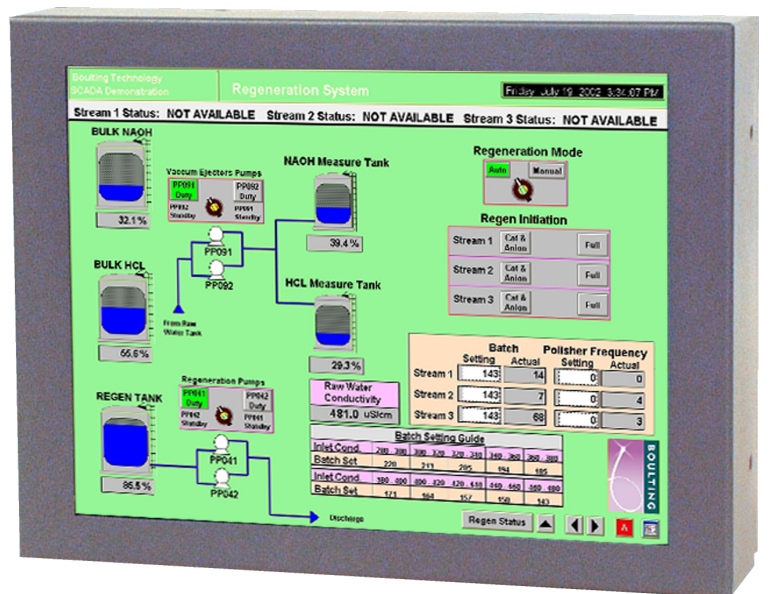 Boulting Technology
SCADA Demonstration
Regeneration System
Friday July 19 2002 3:34:07 PM
Stream 1 Status: NOT AVAILABLE Stream 2 Status: NOT AVAILABLE Stream 3 Status: NOT AVAILABLE
BULK NAOH
32.1 %
Vaccum Ejectors Pumps
PP091 Duty
PP092 Duty
PP092 Standby
PP091 Standby
PP091
PP092
NAOH Measure Tank
39.4 %
Regeneration Mode
Auto
Manual
Regen Initiation
Stream 1 Cat & Anion Full
Stream 2 Cat & Anion Full
Stream 3 Cat & Anion Full
BULK HCL
55.6 %
From Raw
Water Tank
HCL Measure Tank
29.3 %
Batch Polisher Frequency
Setting Actual Setting Actual
Stream 1 143 14 0 0
Stream 2 143 7 0 4
Stream 3 143 68 0 3
REGEN TANK
85.5 %
Regeneration Pumps
PP041 Duty
PP042 Duty
PP042 Standby
PP041 Standby
PP041
PP042
Discharge
Raw Water
Conductivity
481.0 uS/cm
Batch Setting Guide
Inlet Cond.
Batch Set 220 211 205 194 185
Inlet Cond.
Batch Set 171 164 157 150 143
BOULTING
Regen Status
A